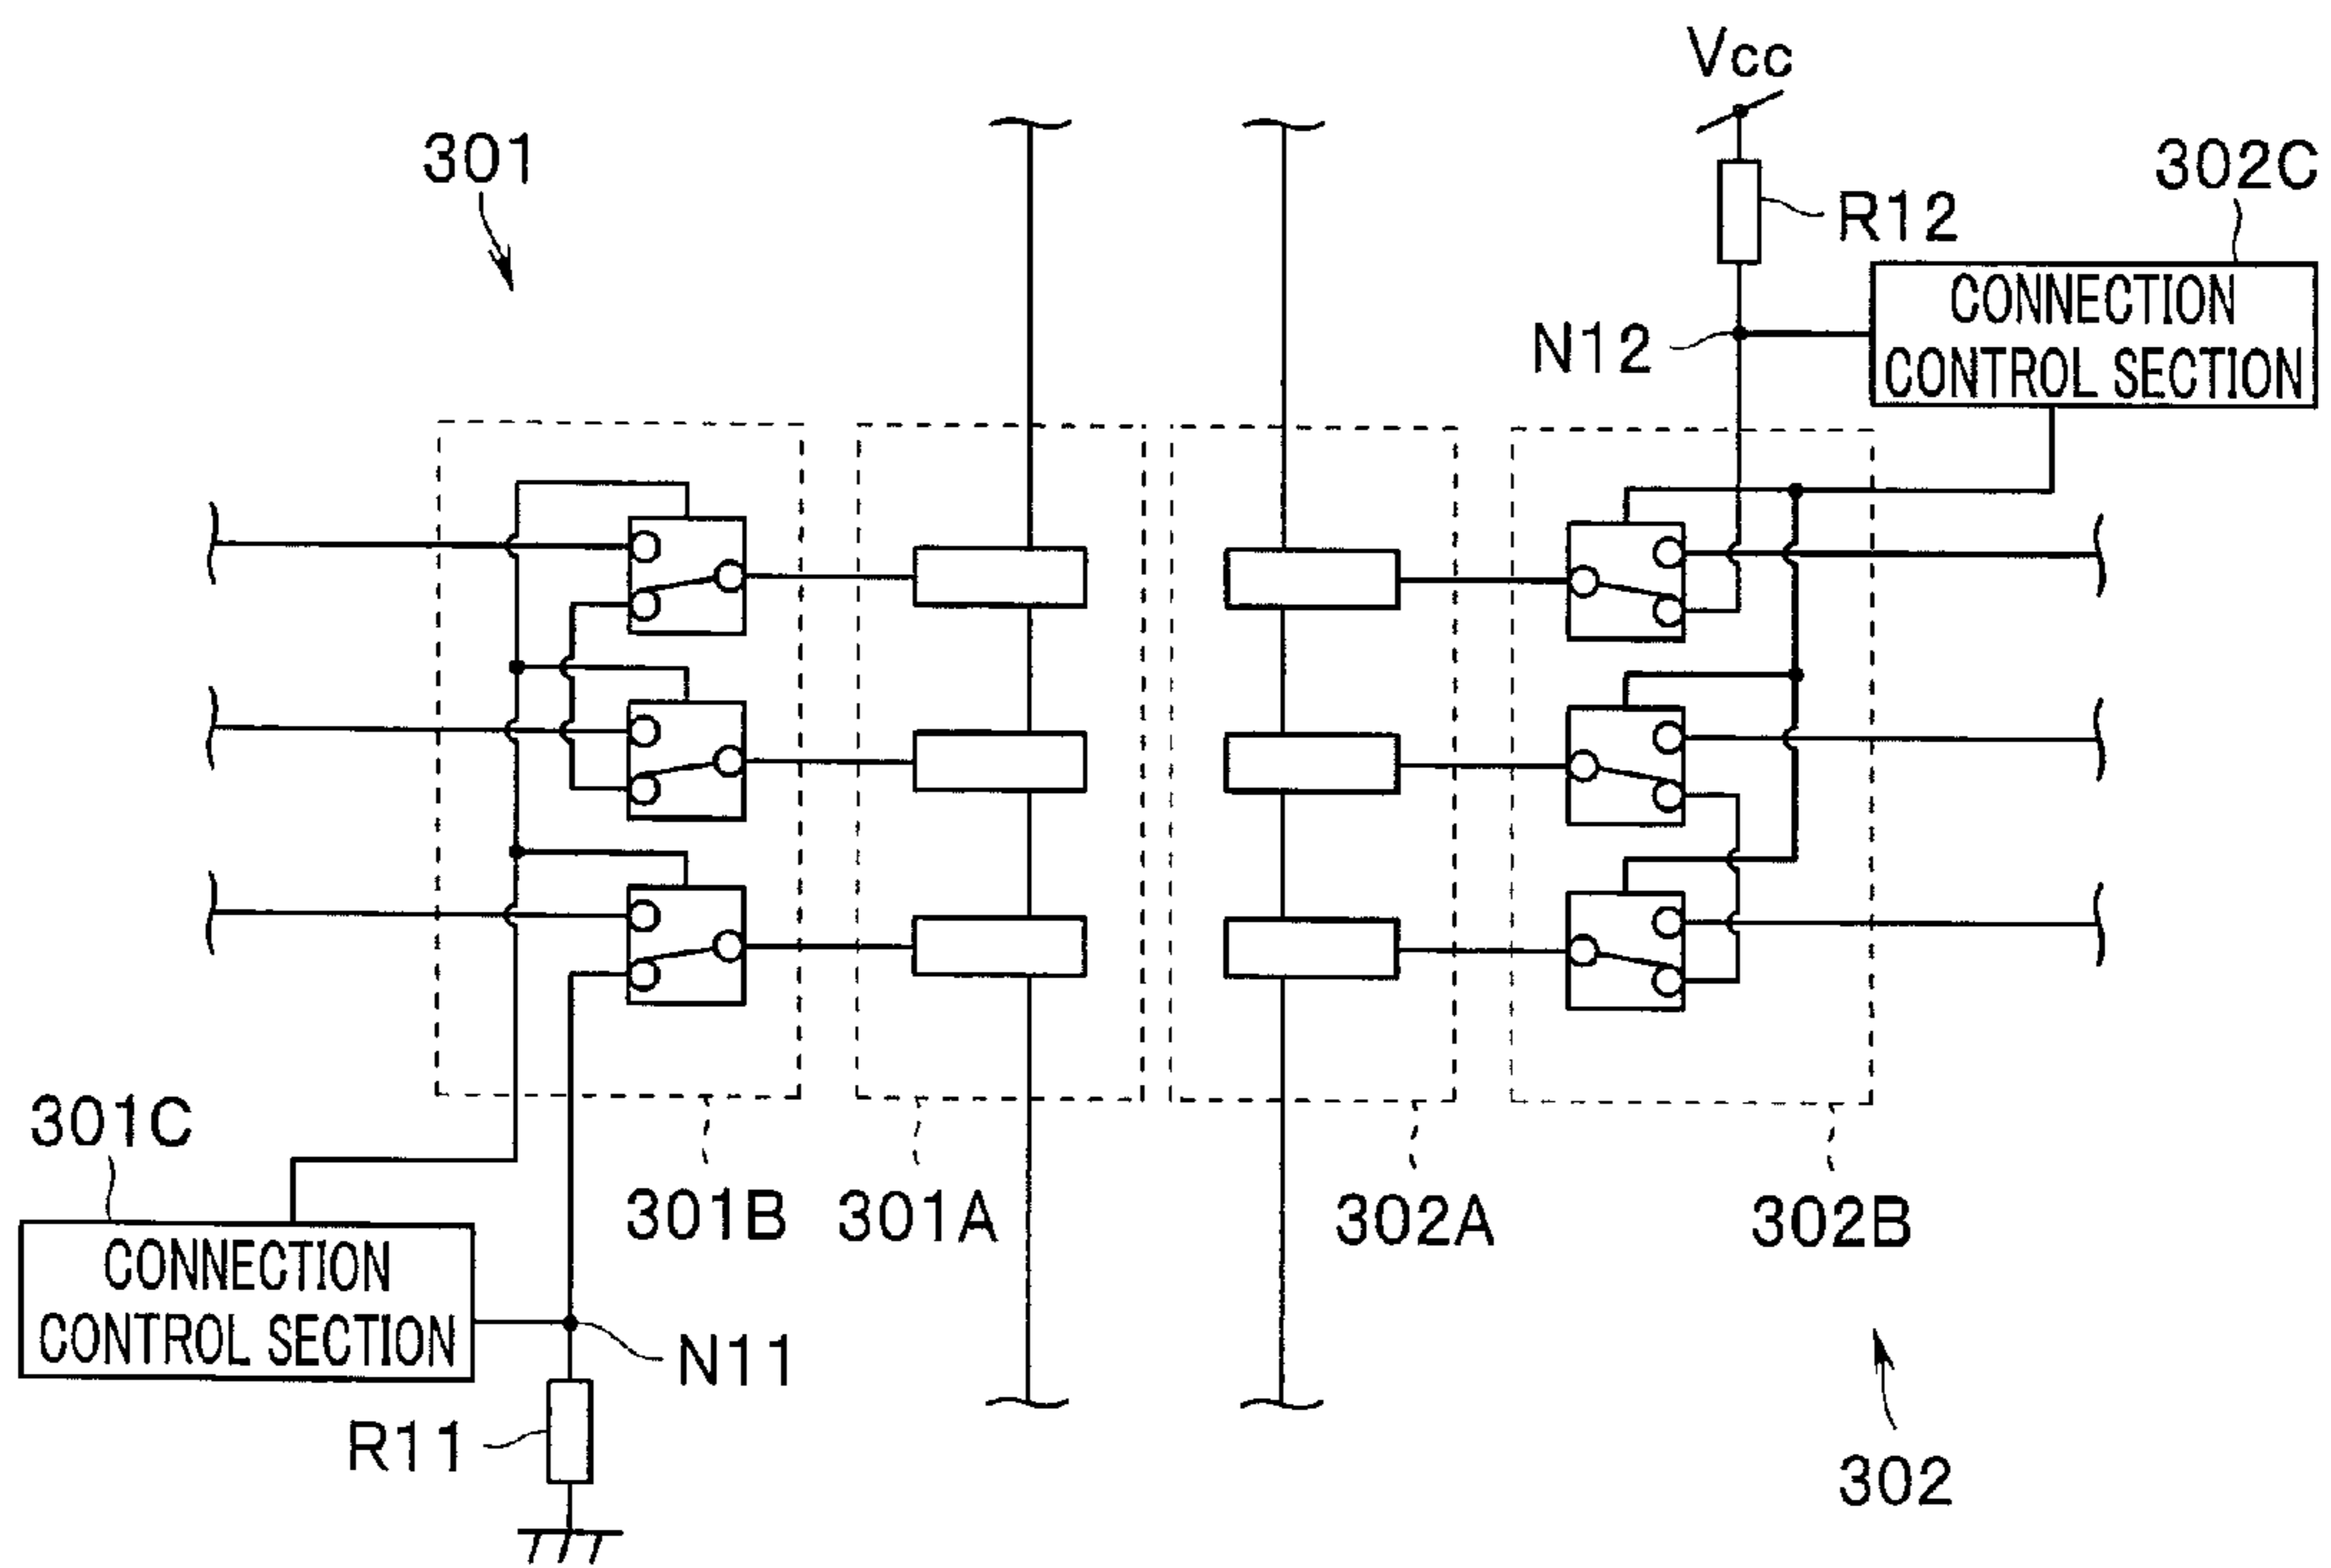 Vcc
301
302C
R12
CONNECTION
CONTROL SECTION
N12
301C
301B
301A
302A
302B
CONNECTION
CONTROL SECTION
N11
R11
302